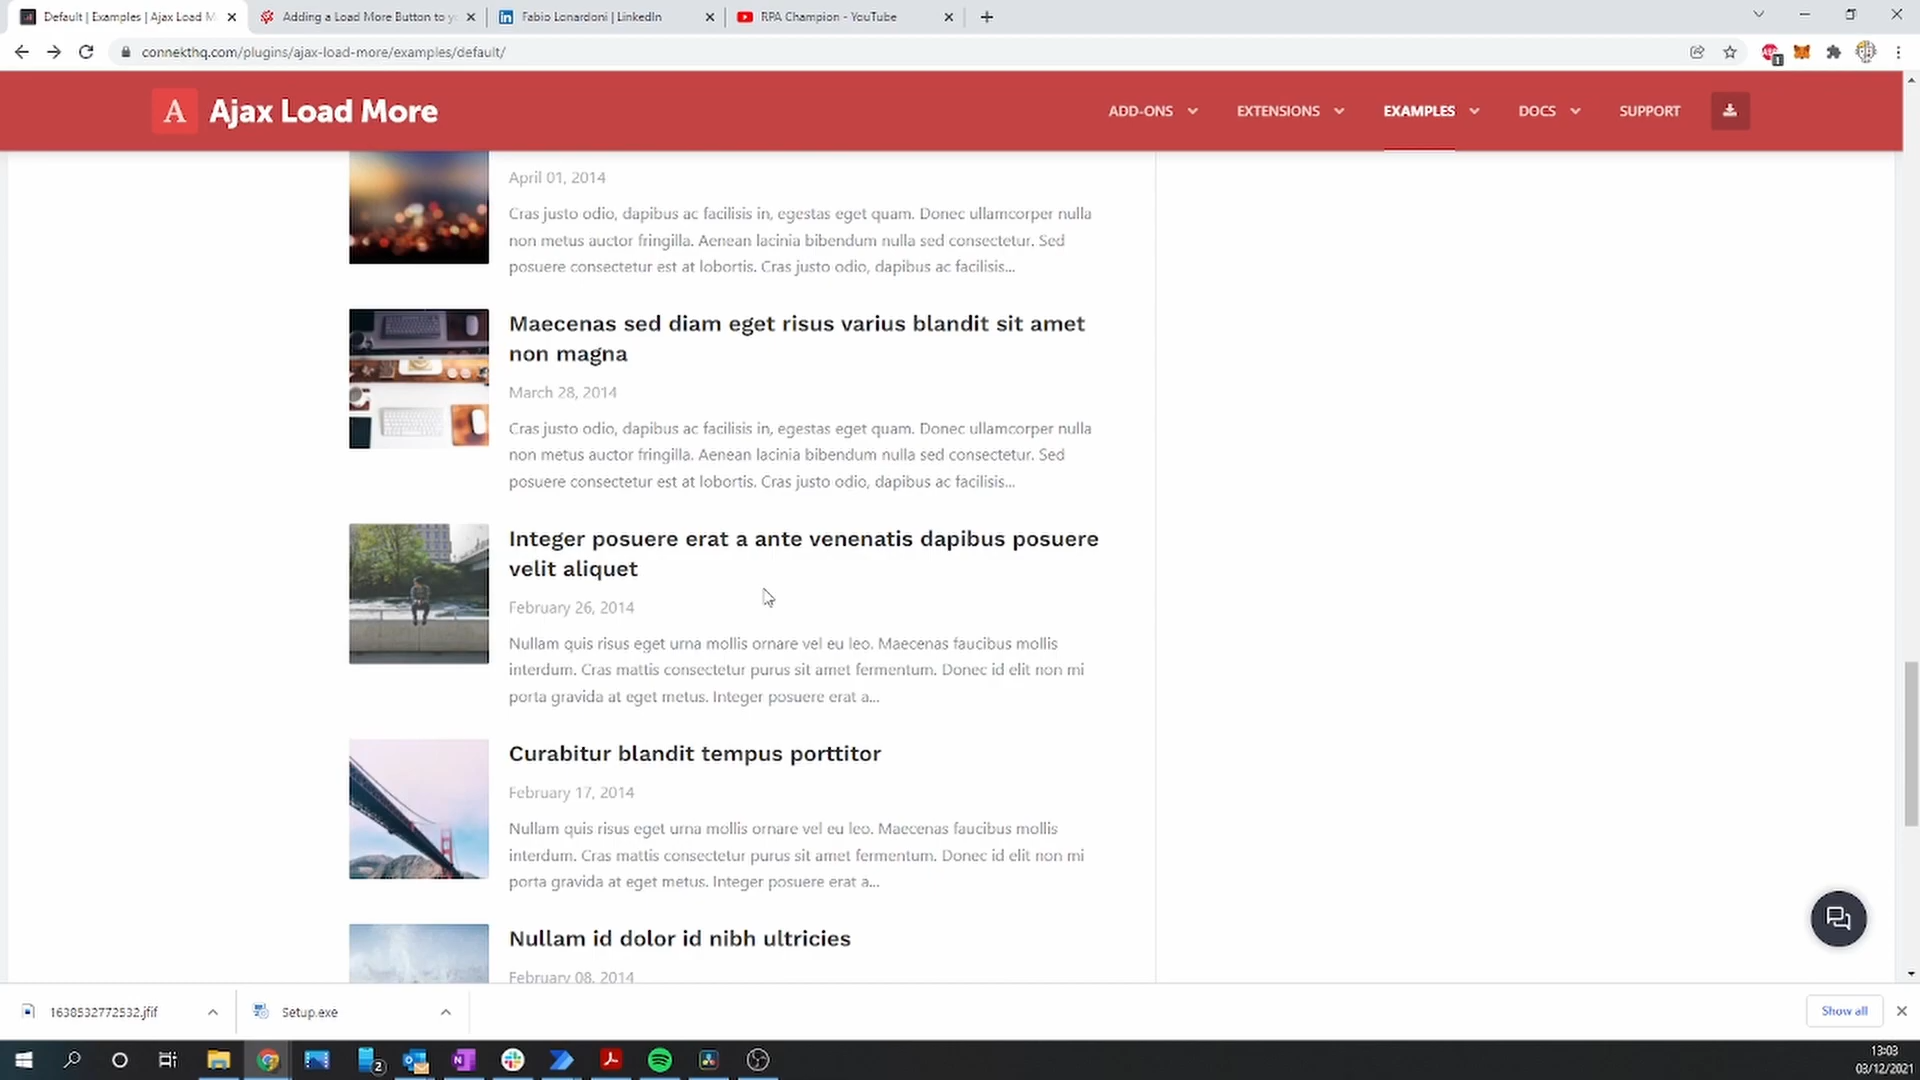 Default | Examples | Ajax Load M
Adding a Load More Button to y
Fabio Lonardoni | LinkedIn
RPA Champion - YouTube
connekthq.com/plugins/ajax-load-more/examples/default/
1
A Ajax Load More
ADD-ONS
EXTENSIONS
EXAMPLES
DOCS
SUPPORT
April 01, 2014
Cras justo odio, dapibus ac facilisis in, egestas eget quam. Donec ullamcorper nulla
non metus auctor fringilla. Aenean lacinia bibendum nulla sed consectetur. Sed
posuere consectetur est at lobortis. Cras justo odio, dapibus ac facilisis...
Maecenas sed diam eget risus varius blandit sit amet
non magna
March 28, 2014
Cras justo odio, dapibus ac facilisis in, egestas eget quam. Donec ullamcorper nulla
non metus auctor fringilla. Aenean lacinia bibendum nulla sed consectetur. Sed
posuere consectetur est at lobortis. Cras justo odio, dapibus ac facilisis...
Integer posuere erat a ante venenatis dapibus posuere
velit aliquet
February 26, 2014
Nullam quis risus eget urna mollis ornare vel eu leo. Maecenas faucibus mollis
interdum. Cras mattis consectetur purus sit amet fermentum. Donec id elit non mi
porta gravida at eget metus. Integer posuere erat a...
Curabitur blandit tempus porttitor
February 17, 2014
Nullam quis risus eget urna mollis ornare vel eu leo. Maecenas faucibus mollis
interdum. Cras mattis consectetur purus sit amet fermentum. Donec id elit non mi
porta gravida at eget metus. Integer posuere erat a...
Nullam id dolor id nibh ultricies
February 08, 2014
1638532772532.jfif
Setup.exe
Show all
2
13:03
03/12/2021